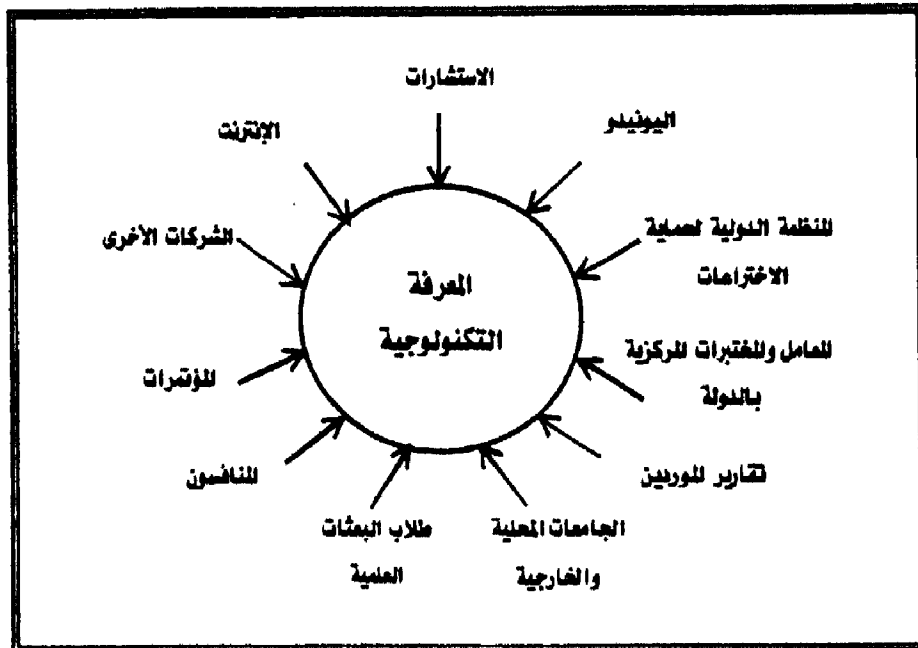 الاستشارات
اليونيدو
الإنترنت
المنظمة الدولية لحماية
الاختراعات
الشركات الأخرى
المعرفة
التكنولوجية
المعامل والمختبرات المركزية
بالدولة
المؤتمرات
تقارير الموردين
المنافسون
الجامعات المحلية
والخارجية
طلاب البعثات
العلمية